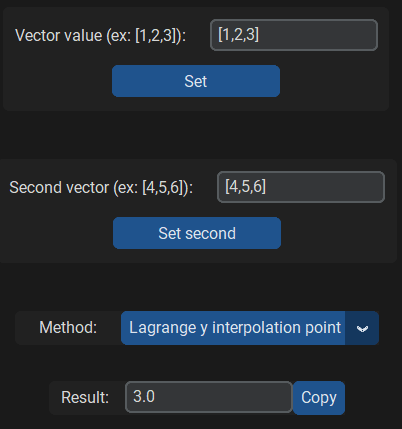 Vector value (ex: [1,2,3]): [1,2,3]
Set
Second vector (ex: [4,5,6]): [4,5,6]
Set second
Method: Lagrange y interpolation point
Result: 3.0 Copy